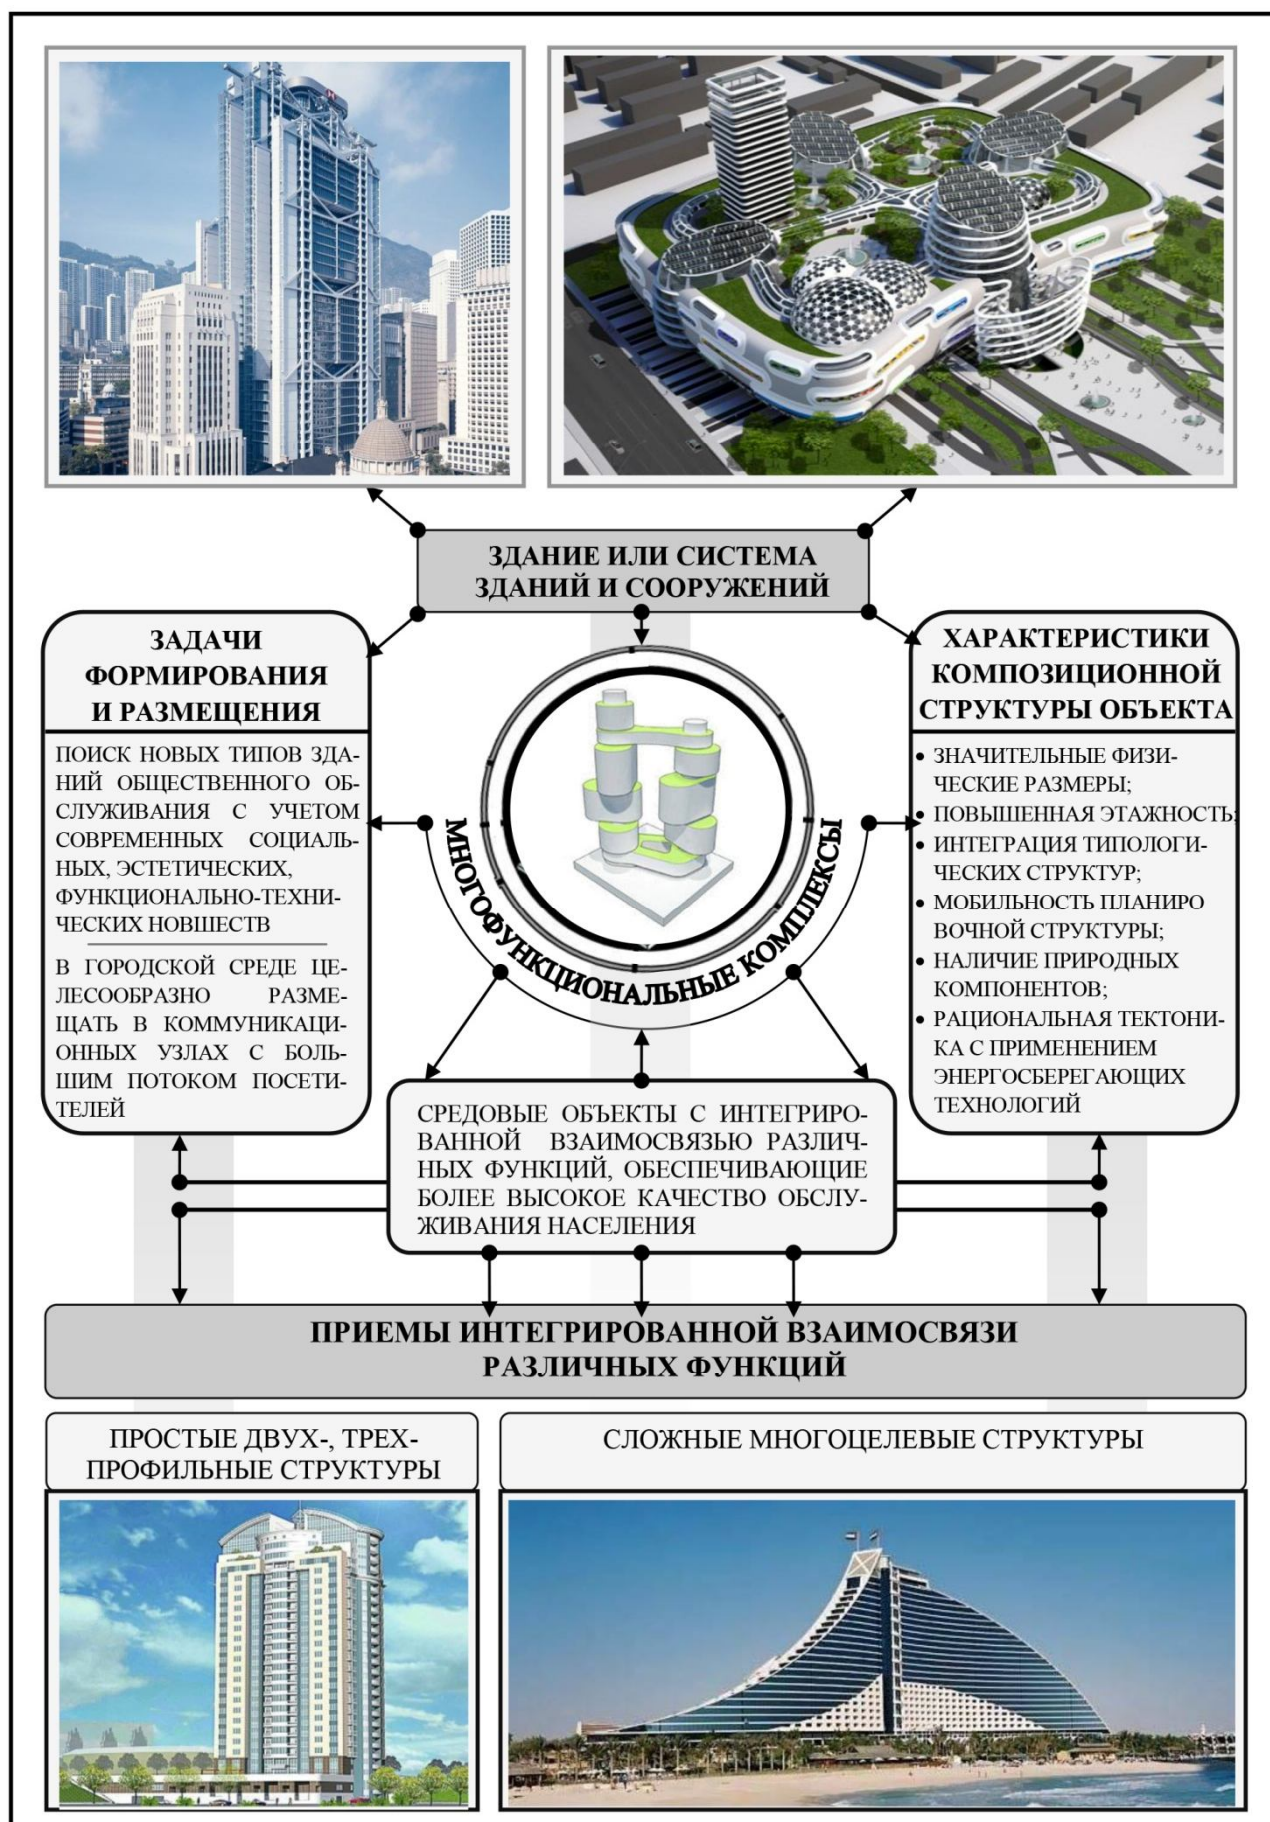 ЗДАНИЕ ИЛИ СИСТЕМА
ЗДАНИЙ И СООРУЖЕНИЙ
ЗАДАЧИ
ФОРМИРОВАНИЯ
И РАЗМЕЩЕНИЯ
ПОИСК НОВЫХ ТИПОВ ЗДА-
НИЙ ОБЩЕСТВЕННОГО ОБ-
СЛУЖИВАНИЯ С УЧЕТОМ
СОВРЕМЕННЫХ СОЦИАЛЬ-
НЫХ, ЭСТЕТИЧЕСКИХ,
ФУНКЦИОНАЛЬНО-ТЕХНИ-
ЧЕСКИХ НОВШЕСТВ
В ГОРОДСКОЙ СРЕДЕ ЦЕ-
ЛЕСООБРАЗНО РАЗМЕ-
ЩАТЬ В КОММУНИКАЦИ-
ОННЫХ УЗЛАХ С БОЛЬ-
ШИМ ПОТОКОМ ПОСЕТИ-
ТЕЛЕЙ
МНОГОФУНКЦИОНАЛЬНЫЕ КОМПЛЕКСЫ
ХАРАКТЕРИСТИКИ
КОМПОЗИЦИОННОЙ
СТРУКТУРЫ ОБЪЕКТА
• ЗНАЧИТЕЛЬНЫЕ ФИЗИ-
ЧЕСКИЕ РАЗМЕРЫ;
• ПОВЫШЕННАЯ ЭТАЖНОСТЬ;
• ИНТЕГРАЦИЯ ТИПОЛОГИ-
ЧЕСКИХ СТРУКТУР;
• МОБИЛЬНОСТЬ ПЛАНИРО
ВОЧНОЙ СТРУКТУРЫ;
• НАЛИЧИЕ ПРИРОДНЫХ
КОМПОНЕНТОВ;
• РАЦИОНАЛЬНАЯ ТЕКТОНИ-
КА С ПРИМЕНЕНИЕМ
ЭНЕРГОСБЕРЕГАЮЩИХ
ТЕХНОЛОГИЙ
СРЕДОВЫЕ ОБЪЕКТЫ С ИНТЕГРИРО-
ВАННОЙ ВЗАИМОСВЯЗЬЮ РАЗЛИЧ-
НЫХ ФУНКЦИЙ, ОБЕСПЕЧИВАЮЩИЕ
БОЛЕЕ ВЫСОКОЕ КАЧЕСТВО ОБСЛУ-
ЖИВАНИЯ НАСЕЛЕНИЯ
ПРИЕМЫ ИНТЕГРИРОВАННОЙ ВЗАИМОСВЯЗИ
РАЗЛИЧНЫХ ФУНКЦИЙ
ПРОСТЫЕ ДВУХ-, ТРЕХ-
ПРОФИЛЬНЫЕ СТРУКТУРЫ
СЛОЖНЫЕ МНОГОЦЕЛЕВЫЕ СТРУКТУРЫ